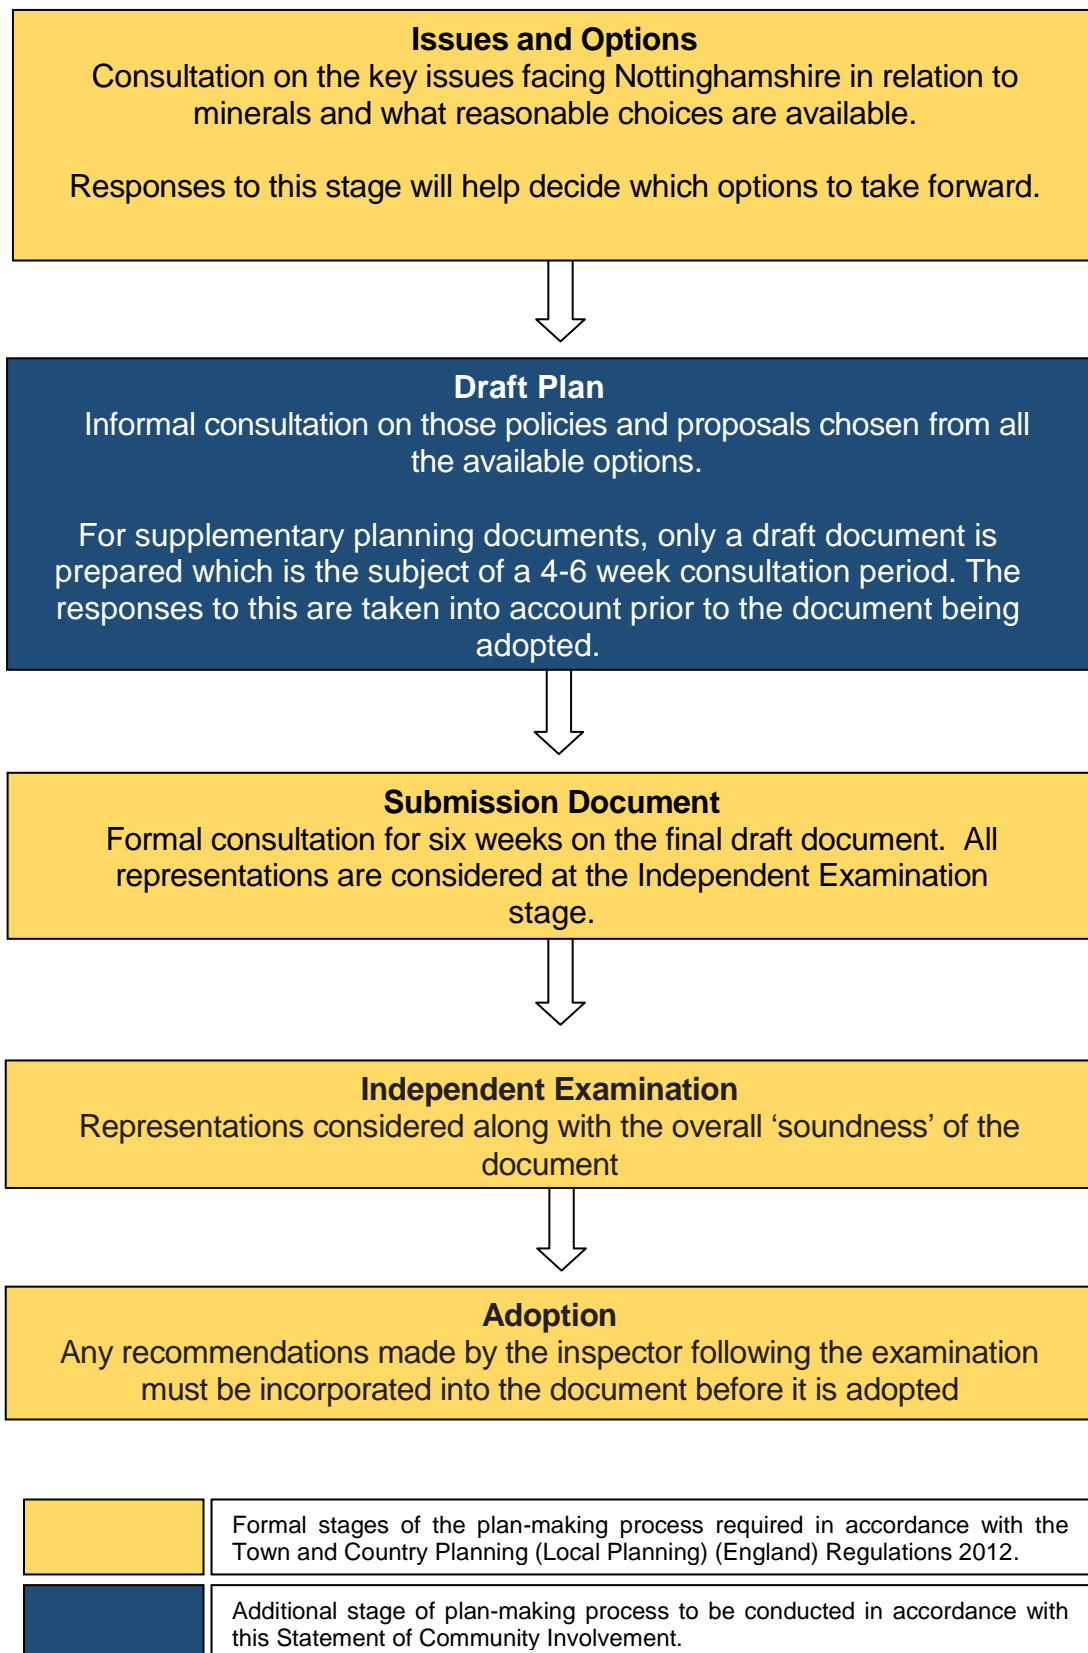 Issues and Options
Consultation on the key issues facing Nottinghamshire in relation to
minerals and what reasonable choices are available.
Responses to this stage will help decide which options to take forward.
Draft Plan
Informal consultation on those policies and proposals chosen from all
the available options.
For supplementary planning documents, only a draft document is
prepared which is the subject of a 4-6 week consultation period. The
responses to this are taken into account prior to the document being
adopted.
Submission Document
Formal consultation for six weeks on the final draft document.  All
representations are considered at the Independent Examination
stage.
Independent Examination
Representations considered along with the overall ‘soundness’ of the
document
Adoption
Any recommendations made by the inspector following the examination
must be incorporated into the document before it is adopted
Formal stages of the plan-making process required in accordance with the
Town and Country Planning (Local Planning) (England) Regulations 2012.
Additional stage of plan-making process to be conducted in accordance with
this Statement of Community Involvement.